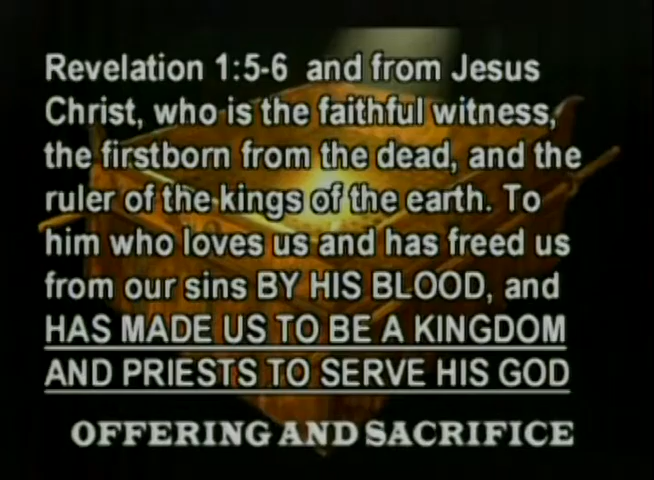 Revelation 1:5-6 and from Jesus
Christ, who is the faithful witness,
the firstborn from the dead, and the
ruler of the kings of the earth. To
him who loves us and has freed us
from our sins BY HIS BLOOD, and
HAS MADE US TO BE A KINGDOM
AND PRIESTS TO SERVE HIS GOD
OFFERING AND SACRIFICE